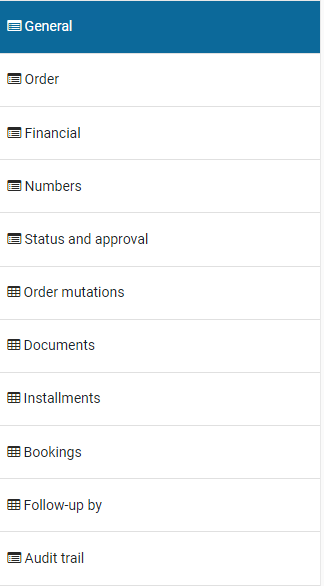 General
Order
Financial
Numbers
Status and approval
Order mutations
Documents
Installments
Bookings
Follow-up by
Audit trail